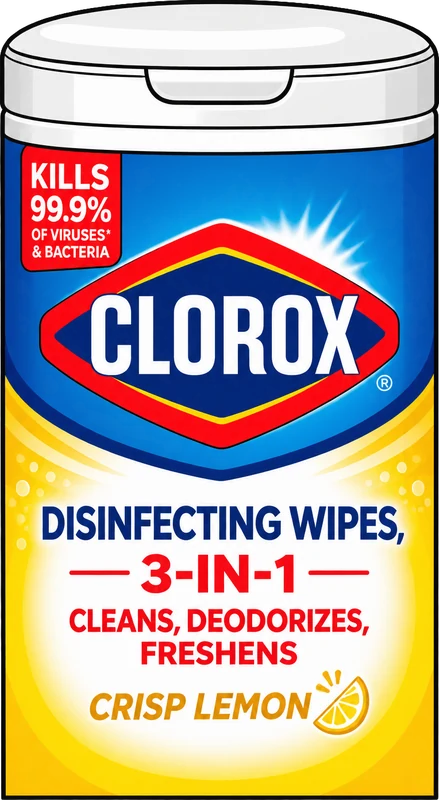 KILLS
99.9%
OF VIRUSES*
& BACTERIA
CLOROX®
DISINFECTING WIPES,
3-IN-1
CLEANS, DEODORIZES,
FRESHENS
CRISP LEMON